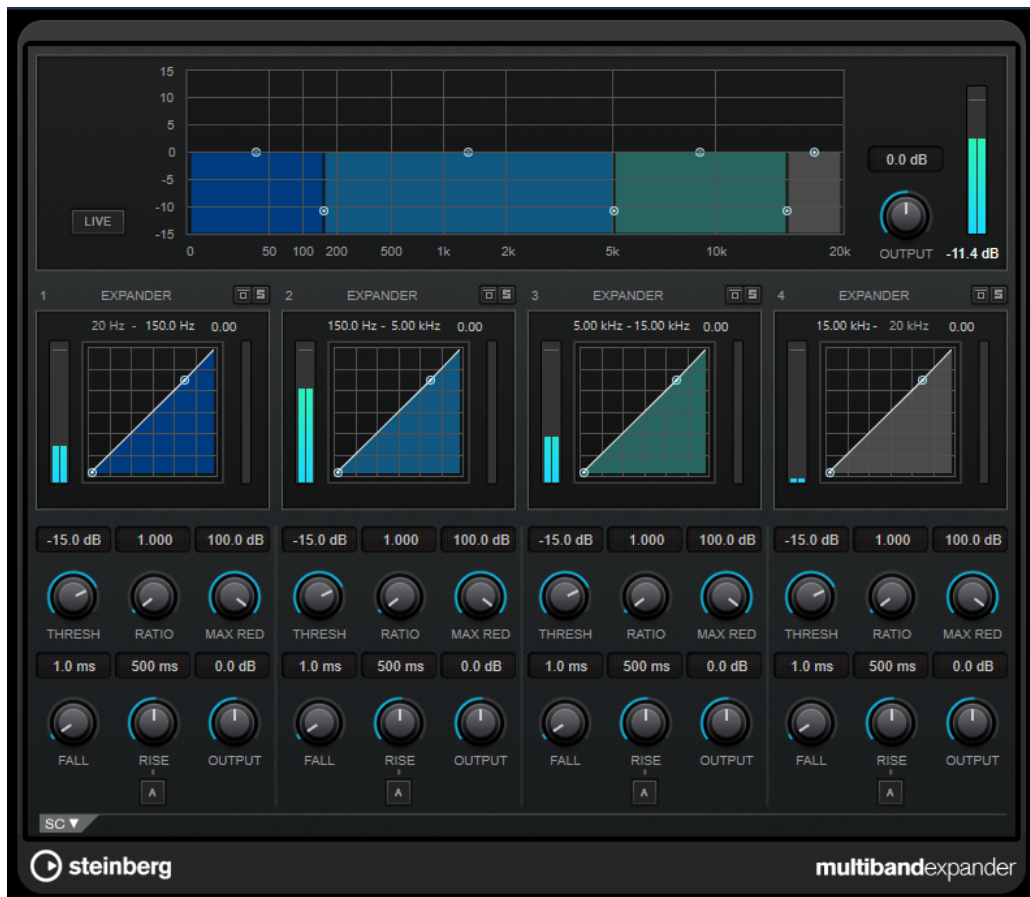 15
10
5
0
-5
-10
-15
LIVE
0 50 100 200 500 1k 2k 5k 10k 20k
0.0 dB
OUTPUT -11.4 dB
1 EXPANDER S 2 EXPANDER S 3 EXPANDER S 4 EXPANDER S
20 Hz - 150.0 Hz 0.00 150.0 Hz - 5.00 kHz 0.00 5.00 kHz - 15.00 kHz 0.00 15.00 kHz - 20 kHz 0.00
-15.0 dB 1.000 100.0 dB -15.0 dB 1.000 100.0 dB -15.0 dB 1.000 100.0 dB -15.0 dB 1.000 100.0 dB
THRESH RATIO MAX RED THRESH RATIO MAX RED THRESH RATIO MAX RED THRESH RATIO MAX RED
1.0 ms 500 ms 0.0 dB 1.0 ms 500 ms 0.0 dB 1.0 ms 500 ms 0.0 dB 1.0 ms 500 ms 0.0 dB
FALL RISE OUTPUT FALL RISE OUTPUT FALL RISE OUTPUT FALL RISE OUTPUT
A A A A
SC ▼
steinberg multibandexpander